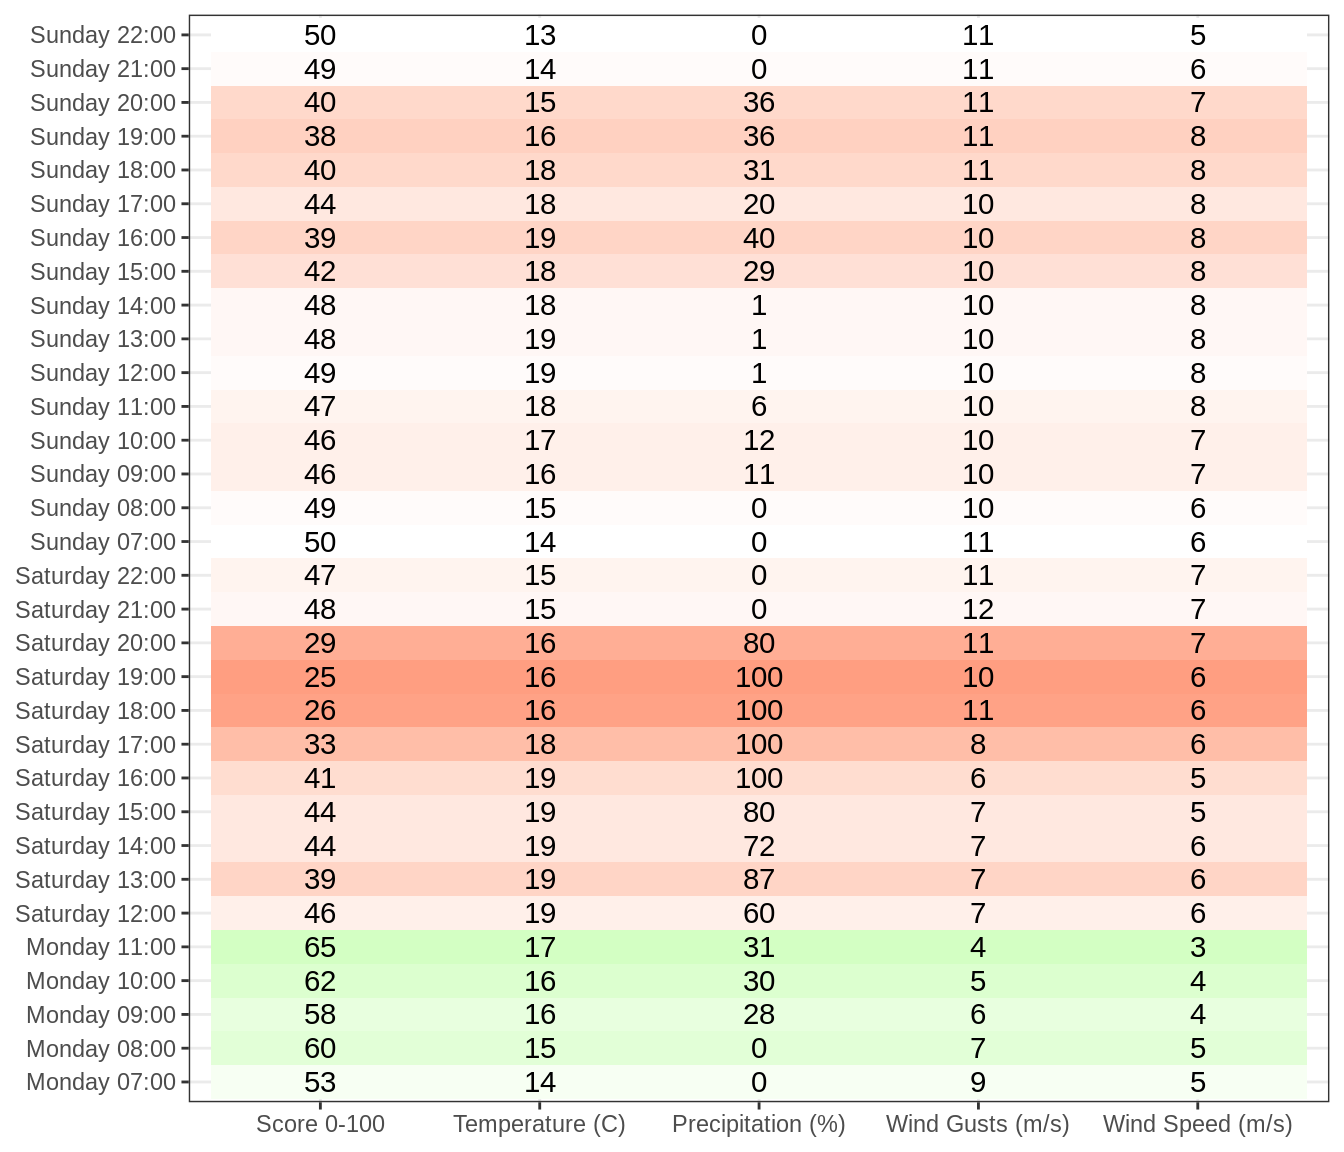 Sunday 22:00 50 13 0 11 5
Sunday 21:00 49 14 0 11 6
Sunday 20:00 40 15 36 11 7
Sunday 19:00 38 16 36 11 8
Sunday 18:00 40 18 31 11 8
Sunday 17:00 44 18 20 10 8
Sunday 16:00 39 19 40 10 8
Sunday 15:00 42 18 29 10 8
Sunday 14:00 48 18 1 10 8
Sunday 13:00 48 19 1 10 8
Sunday 12:00 49 19 1 10 8
Sunday 11:00 47 18 6 10 8
Sunday 10:00 46 17 12 10 7
Sunday 09:00 46 16 11 10 7
Sunday 08:00 49 15 0 10 6
Sunday 07:00 50 14 0 11 6
Saturday 22:00 47 15 0 11 7
Saturday 21:00 48 15 0 12 7
Saturday 20:00 29 16 80 11 7
Saturday 19:00 25 16 100 10 6
Saturday 18:00 26 16 100 11 6
Saturday 17:00 33 18 100 8 6
Saturday 16:00 41 19 100 6 5
Saturday 15:00 44 19 80 7 5
Saturday 14:00 44 19 72 7 6
Saturday 13:00 39 19 87 7 6
Saturday 12:00 46 19 60 7 6
Monday 11:00 65 17 31 4 3
Monday 10:00 62 16 30 5 4
Monday 09:00 58 16 28 6 4
Monday 08:00 60 15 0 7 5
Monday 07:00 53 14 0 9 5
Score 0-100 Temperature (C) Precipitation (%) Wind Gusts (m/s) Wind Speed (m/s)